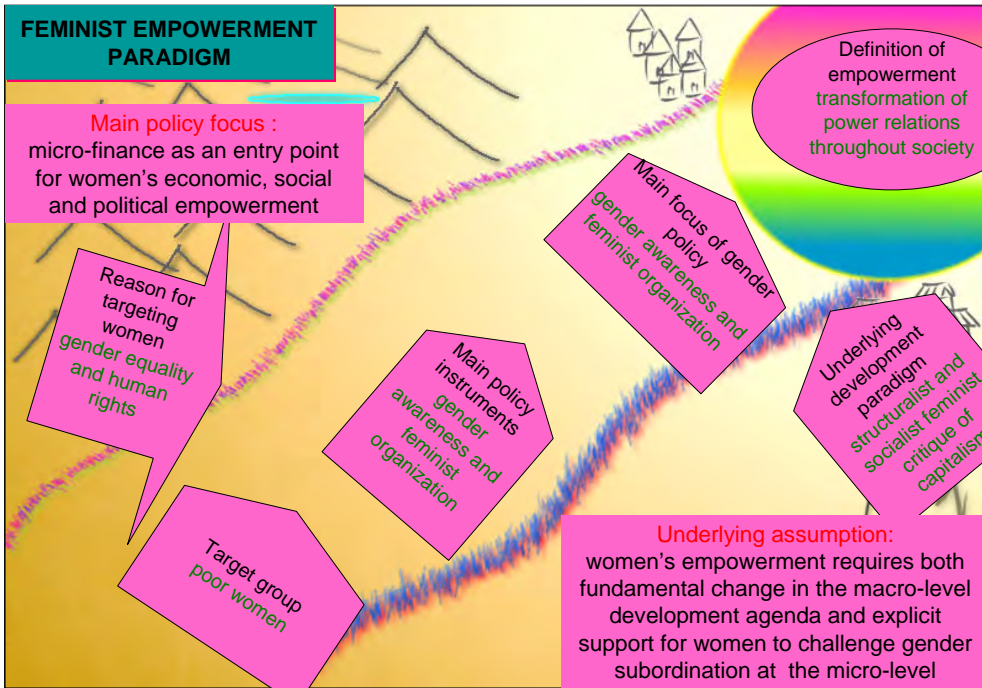 FEMINIST EMPOWERMENT
PARADIGM
Main policy focus :
micro-finance as an entry point
for women’s economic, social
and political empowerment
Definition of
empowerment
transformation of
power relations
throughout society
Reason for
targeting
women
gender equality
and human
rights
Main policy
instruments
gender
awareness and
feminist
organization
Main focus of gender
policy
gender awareness and
feminist organization
Underlying
development
paradigm
structuralist and
socialist feminist
critique of
capitalism
Target group
poor women
Underlying assumption:
women’s empowerment requires both
fundamental change in the macro-level
development agenda and explicit
support for women to challenge gender
subordination at the micro-level